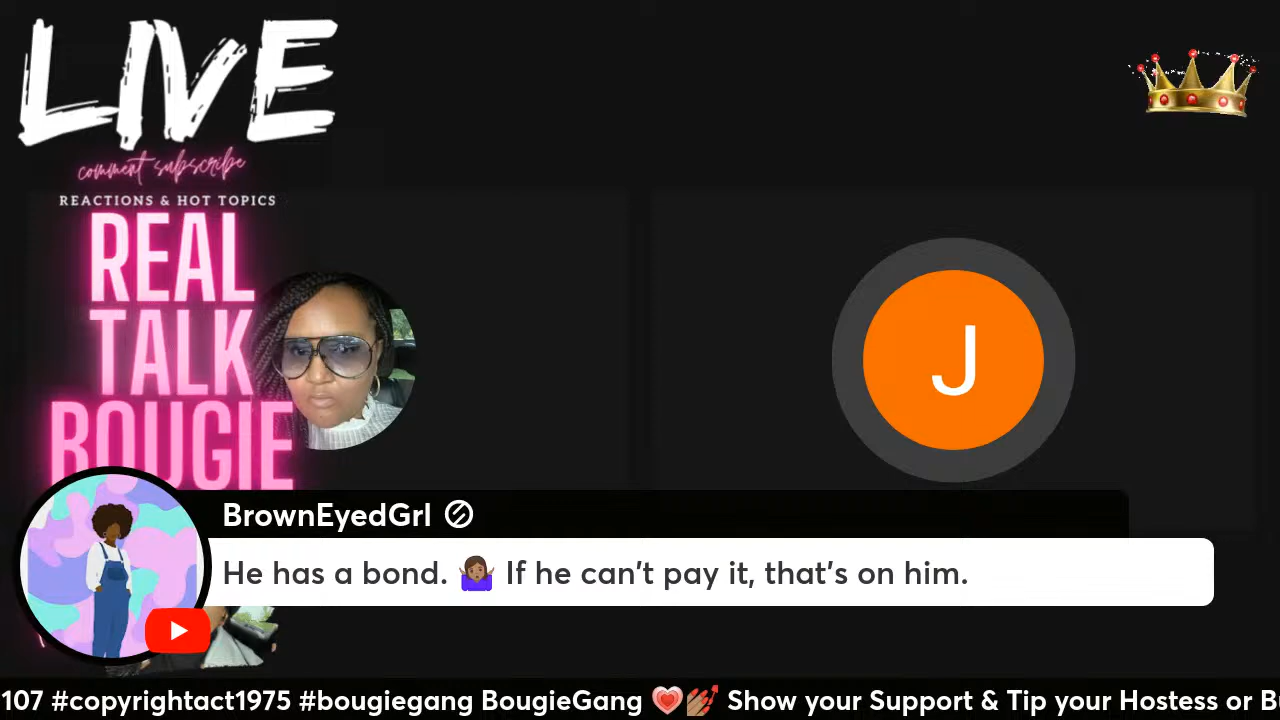 LIVE
comment subscribe
REACTIONS & HOT TOPICS
REAL
TALK
BOUGIE
J
BrownEyedGrl
He has a bond. 🤷🏾‍♀️ If he can't pay it, that's on him.
107 #copyrightact1975 #bougiegang BougieGang 💗💅🏽 Show your Support & Tip your Hostess or B